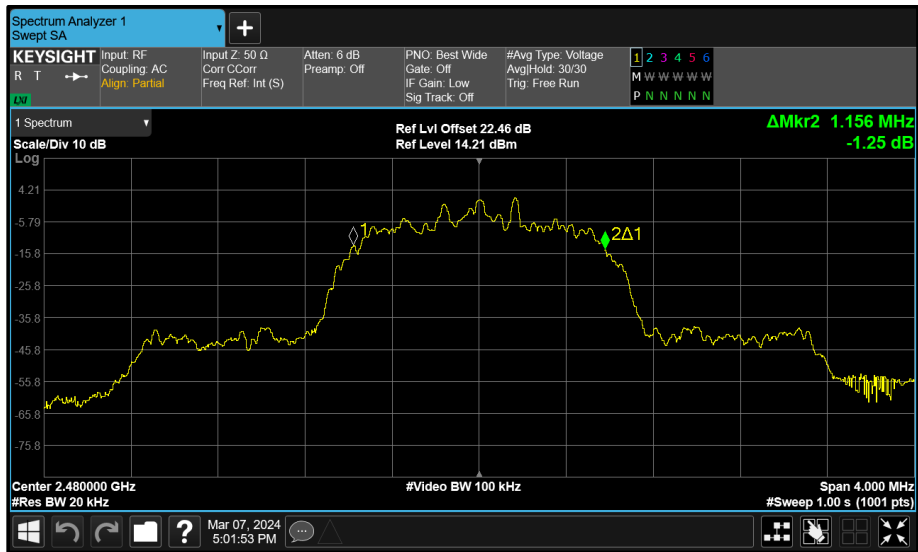 Spectrum Analyzer 1
Swept SA
+
KEYSIGHT
R T
LXI
Input: RF
Coupling: AC
Align: Partial
Input Z: 50 Ω
Corr CCorr
Freq Ref: Int (S)
Atten: 6 dB
Preamp: Off
PNO: Best Wide
Gate: Off
IF Gain: Low
Sig Track: Off
#Avg Type: Voltage
Avg|Hold: 30/30
Trig: Free Run
1 2 3 4 5 6
M W W W W W
P N N N N N
1 Spectrum
Scale/Div 10 dB
Log
Ref Lvl Offset 22.46 dB
Ref Level 14.21 dBm
ΔMkr2 1.156 MHz
-1.25 dB
4.21
-5.79
-15.8
-25.8
-35.8
-45.8
-55.8
-65.8
-75.8
1
2Δ1
Center 2.480000 GHz
#Res BW 20 kHz
#Video BW 100 kHz
Span 4.000 MHz
#Sweep 1.00 s (1001 pts)
?
Mar 07, 2024
5:01:53 PM